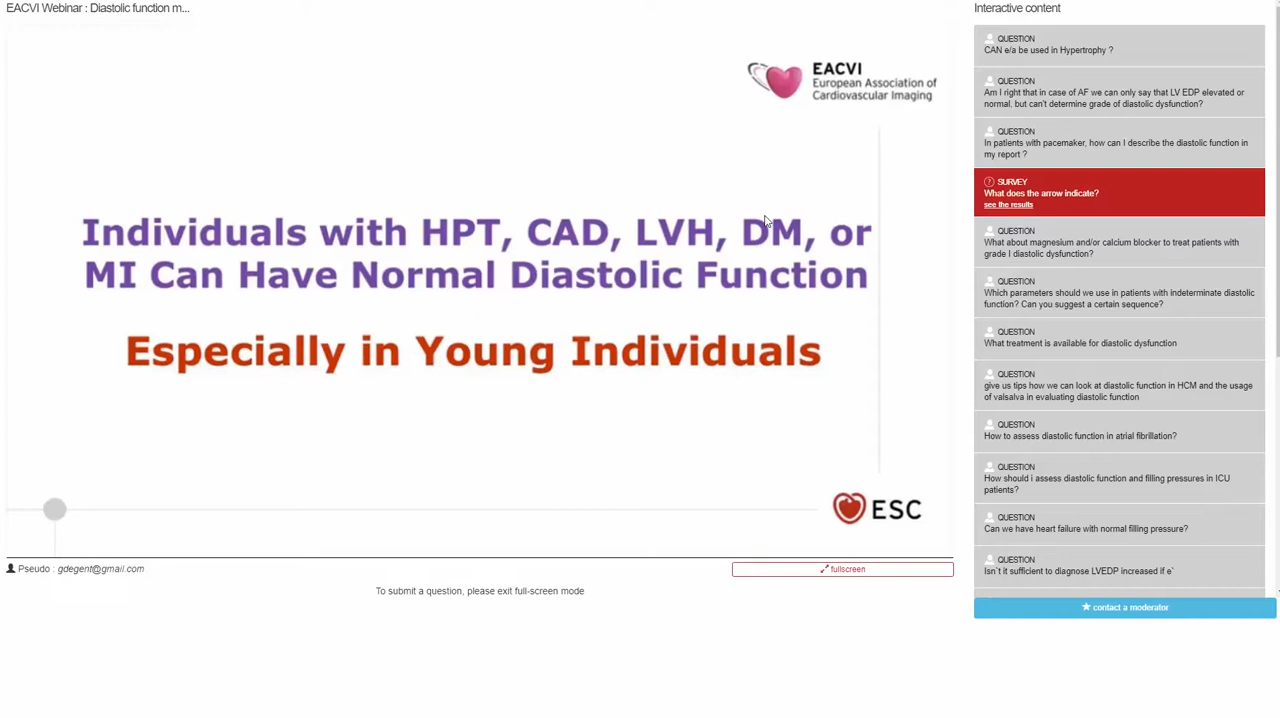 EACVI Webinar : Diastolic function m...
EACVI
European Association of
Cardiovascular Imaging
Individuals with HPT, CAD, LVH, DM, or
MI Can Have Normal Diastolic Function
Especially in Young Individuals
ESC
Pseudo : gdegent@gmail.com
fullscreen
To submit a question, please exit full-screen mode
Interactive content
QUESTION
CAN e/a be used in Hypertrophy ?
QUESTION
Am I right that in case of AF we can only say that LV EDP elevated or
normal, but can't determine grade of diastolic dysfunction?
QUESTION
In patients with pacemaker, how can I describe the diastolic function in
my report ?
? SURVEY
What does the arrow indicate?
see the results
QUESTION
What about magnesium and/or calcium blocker to treat patients with
grade I diastolic dysfunction?
QUESTION
Which parameters should we use in patients with indeterminate diastolic
function? Can you suggest a certain sequence?
QUESTION
What treatment is available for diastolic dysfunction
QUESTION
give us tips how we can look at diastolic function in HCM and the usage
of valsalva in evaluating diastolic function
QUESTION
How to assess diastolic function in atrial fibrillation?
QUESTION
How should i assess diastolic function and filling pressures in ICU
patients?
QUESTION
Can we have heart failure with normal filling pressure?
QUESTION
Isn`t it sufficient to diagnose LVEDP increased if e`
contact a moderator